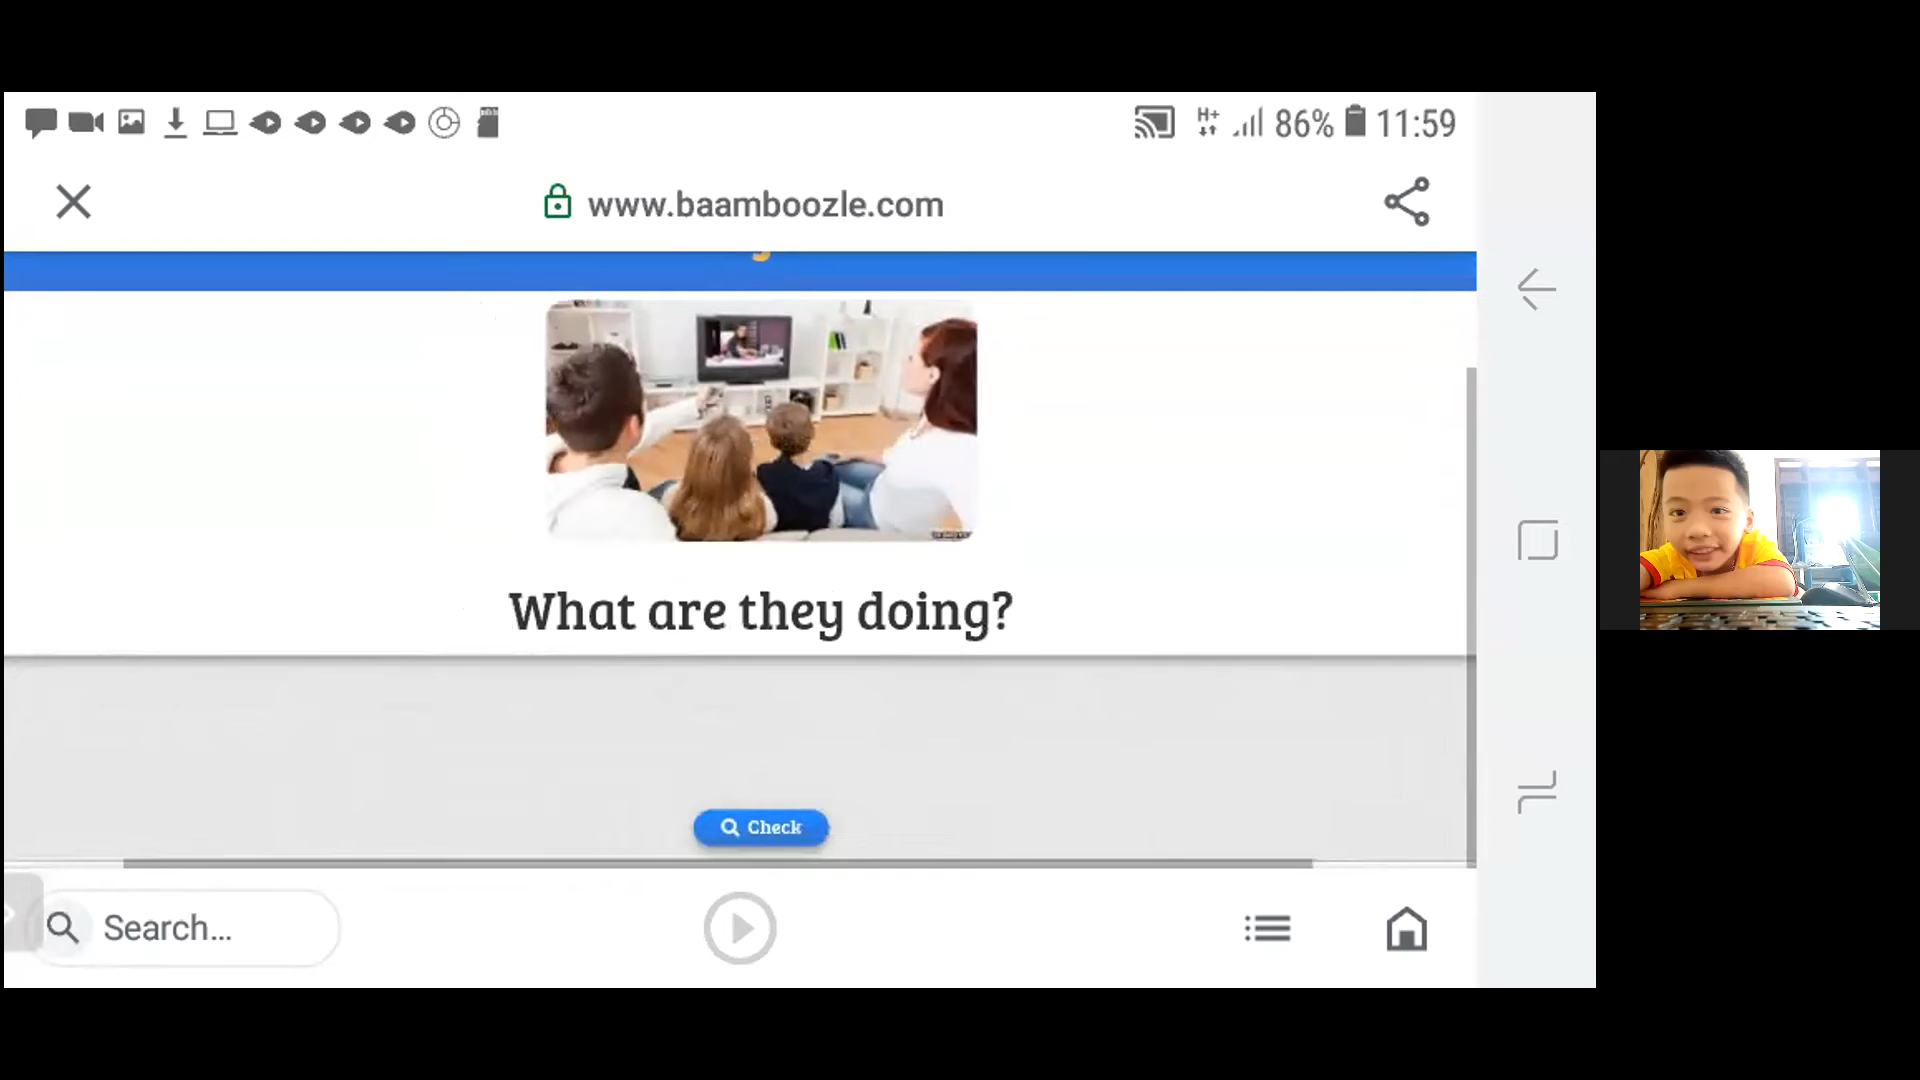 H+ 86% 11:59
www.baamboozle.com
What are they doing?
Check
Search...